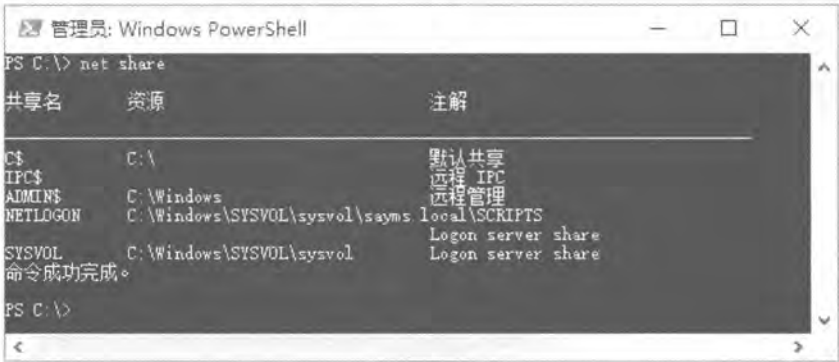 管理员: Windows PowerShell
PS C:\> net share
共享名 资源 注解
C$ C:\ 默认共享
IPC$ 远程 IPC
ADMIN$ C:\Windows 远程管理
NETLOGON C:\Windows\SYSVOL\sysvol\sayms.local\SCRIPTS
Logon server share
SYSVOL C:\Windows\SYSVOL\sysvol Logon server share
命令成功完成。
PS C:\>